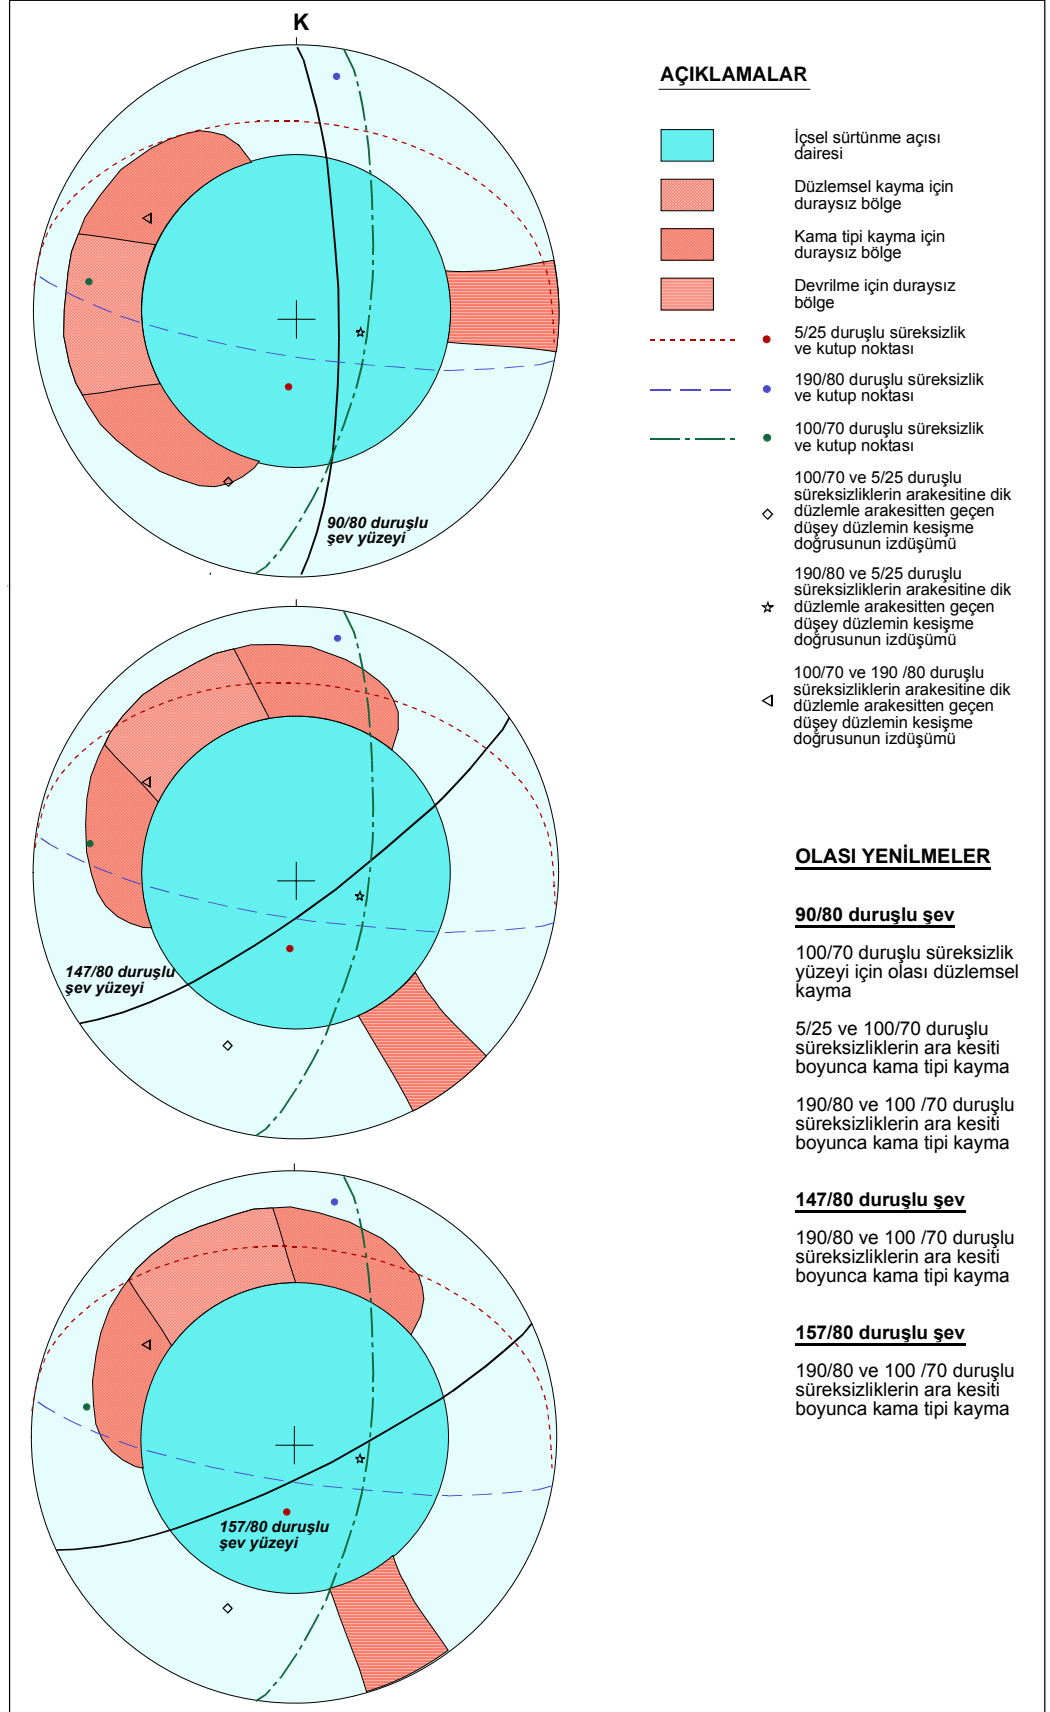 K
90/80 duruşlu
şev yüzeyi
147/80 duruşlu
şev yüzeyi
157/80 duruşlu
şev yüzeyi
AÇIKLAMALAR
İçsel sürtünme açısı
dairesi
Düzlemsel kayma için
duraysız bölge
Kama tipi kayma için
duraysız bölge
Devrilme için duraysız
bölge
5/25 duruşlu süreksizlik
ve kutup noktası
190/80 duruşlu süreksizlik
ve kutup noktası
100/70 duruşlu süreksizlik
ve kutup noktası
100/70 ve 5/25 duruşlu
süreksizliklerin arakesitine dik
düzlemle arakesitten geçen
düşey düzlemin kesişme
doğrusunun izdüşümü
190/80 ve 5/25 duruşlu
süreksizliklerin arakesitine dik
düzlemle arakesitten geçen
düşey düzlemin kesişme
doğrusunun izdüşümü
100/70 ve 190 /80 duruşlu
süreksizliklerin arakesitine dik
düzlemle arakesitten geçen
düşey düzlemin kesişme
doğrusunun izdüşümü
OLASI YENİLMELER
90/80 duruşlu şev
100/70 duruşlu süreksizlik
yüzeyi için olası düzlemsel
kayma
5/25 ve 100/70 duruşlu
süreksizliklerin ara kesiti
boyunca kama tipi kayma
190/80 ve 100 /70 duruşlu
süreksizliklerin ara kesiti
boyunca kama tipi kayma
147/80 duruşlu şev
190/80 ve 100 /70 duruşlu
süreksizliklerin ara kesiti
boyunca kama tipi kayma
157/80 duruşlu şev
190/80 ve 100 /70 duruşlu
süreksizliklerin ara kesiti
boyunca kama tipi kayma